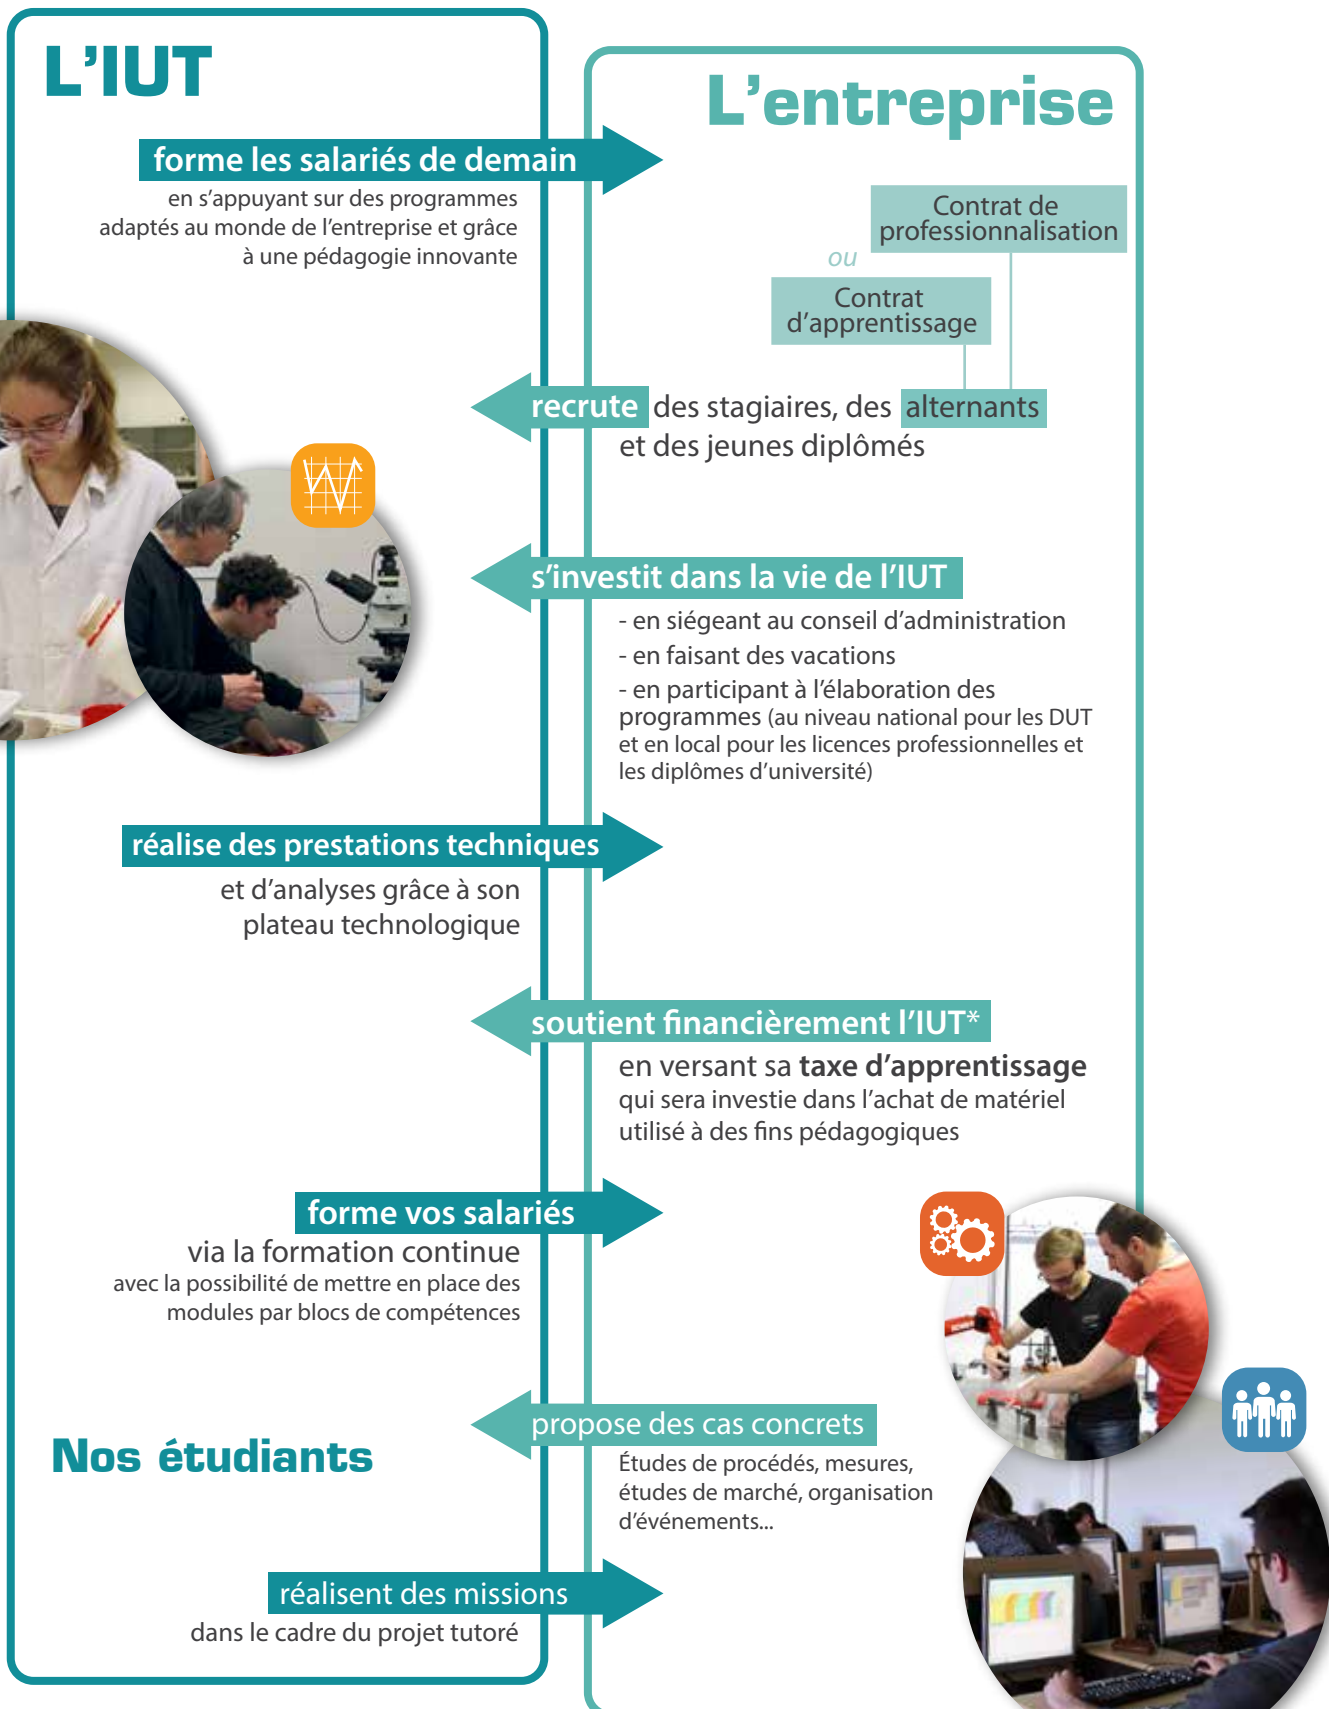 L'IUT
L'entreprise
forme les salariés de demain
en s'appuyant sur des programmes
adaptés au monde de l'entreprise et grâce
à une pédagogie innovante
Contrat de
professionnalisation
ou
Contrat
d'apprentissage
recrute des stagiaires, des alternants
et des jeunes diplômés
s'investit dans la vie de l'IUT
- en siégeant au conseil d'administration
- en faisant des vacations
- en participant à l'élaboration des
programmes (au niveau national pour les DUT
et en local pour les licences professionnelles et
les diplômes d'université)
réalise des prestations techniques
et d'analyses grâce à son
plateau technologique
soutient financièrement l'IUT*
en versant sa taxe d'apprentissage
qui sera investie dans l'achat de matériel
utilisé à des fins pédagogiques
forme vos salariés
via la formation continue
avec la possibilité de mettre en place des
modules par blocs de compétences
propose des cas concrets
Études de procédés, mesures,
études de marché, organisation
d'événements...
Nos étudiants
réalisent des missions
dans le cadre du projet tutoré